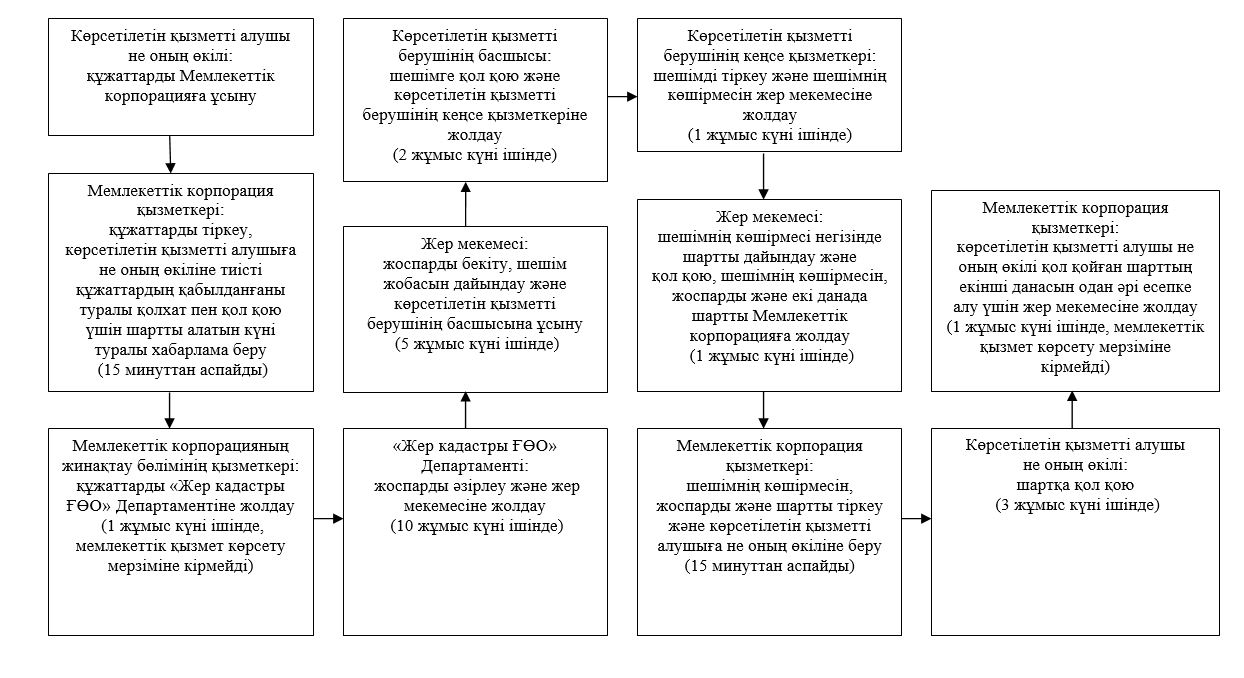 Көрсетілетін қызметті алушы
не оның өкілі:
құжаттарды Мемлекеттік
корпорацияға ұсыну
Мемлекеттік корпорация
қызметкері:
құжаттарды тіркеу,
көрсетілетін қызметті алушыға
не оның өкіліне тиісті
құжаттардың қабылданғаны
туралы қолхат пен қол қою
үшін шартты алатын күні
туралы хабарлама беру
(15 минуттан аспайды)
Мемлекеттік корпорацияның
жинақтау бөлімінің қызметкері:
құжаттарды «Жер кадастры
ҒӨО» Департаментіне жолдау
(1 жұмыс күні ішінде,
мемлекеттік қызмет көрсету
мерзіміне кірмейді)
«Жер кадастры ҒӨО»
Департаменті:
жоспарды әзірлеу және жер
мекемесіне жолдау
(10 жұмыс күні ішінде)
Жер мекемесі:
жоспарды бекіту, шешім
жобасын дайындау және
көрсетілетін қызметті
берушінің басшысына ұсыну
(5 жұмыс күні ішінде)
Көрсетілетін қызметті
берушінің басшысы:
шешімге қол қою және
көрсетілетін қызметті
берушінің кеңсе қызметкеріне
жолдау
(2 жұмыс күні ішінде)
Көрсетілетін қызметті
берушінің кеңсе қызметкері:
шешімді тіркеу және шешімнің
көшірмесін жер мекемесіне
жолдау
(1 жұмыс күні ішінде)
Жер мекемесі:
шешімнің көшірмесі негізінде
шартты дайындау және
қол қою, шешімнің көшірмесін,
жоспарды және екі данада
шартты Мемлекеттік
корпорацияға жолдау
(1 жұмыс күні ішінде)
Мемлекеттік корпорация
қызметкері:
шешімнің көшірмесін,
жоспарды және шартты тіркеу
және көрсетілетін қызметті
алушыға не оның өкіліне беру
(15 минуттан аспайды)
Көрсетілетін қызметті алушы
не оның өкілі:
шартқа қол қою
(3 жұмыс күні ішінде)
Мемлекеттік корпорация
қызметкері:
көрсетілетін қызметті алушы не
оның өкілі қол қойған шарттың
екінші данасын одан әрі есепке
алу үшін жер мекемесіне жолдау
(1 жұмыс күні ішінде, мемлекеттік
қызмет көрсету мерзіміне
кірмейді)